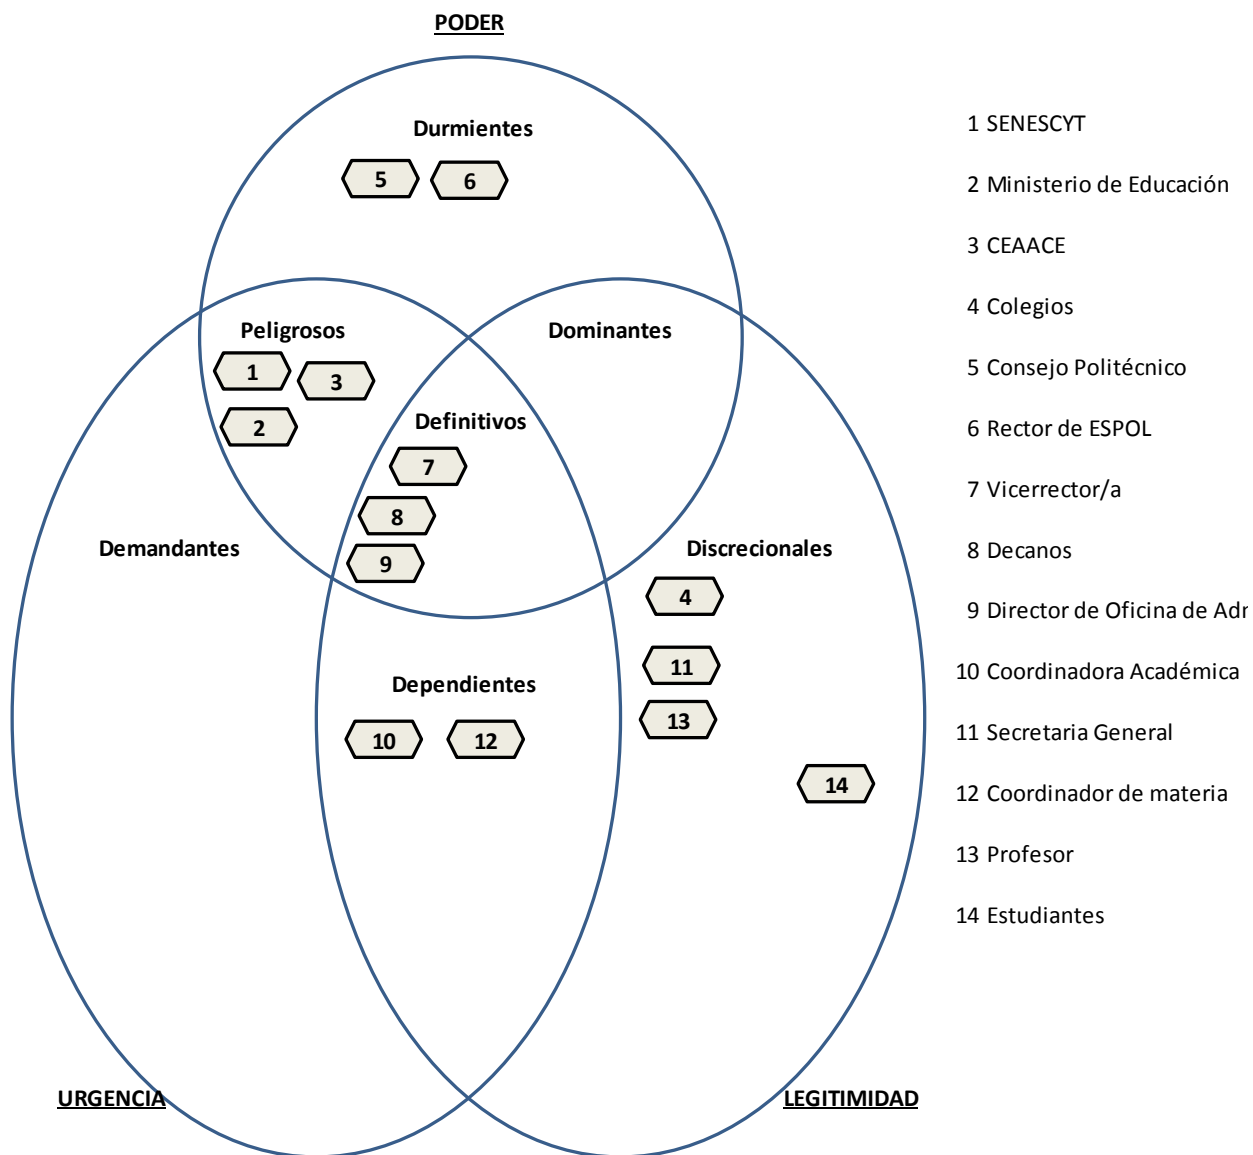 PODER
Durmientes
5 6
Peligrosos
Dominantes
1 3
2
Definitivos
7
8
9
Demandantes
Discrecionales
4
11
13
14
Dependientes
10 12
URGENCIA
LEGITIMIDAD
1 SENESCYT
2 Ministerio de Educación
3 CEAACE
4 Colegios
5 Consejo Politécnico
6 Rector de ESPOL
7 Vicerrector/a
8 Decanos
9 Director de Oficina de Adr
10 Coordinadora Académica
11 Secretaria General
12 Coordinador de materia
13 Profesor
14 Estudiantes